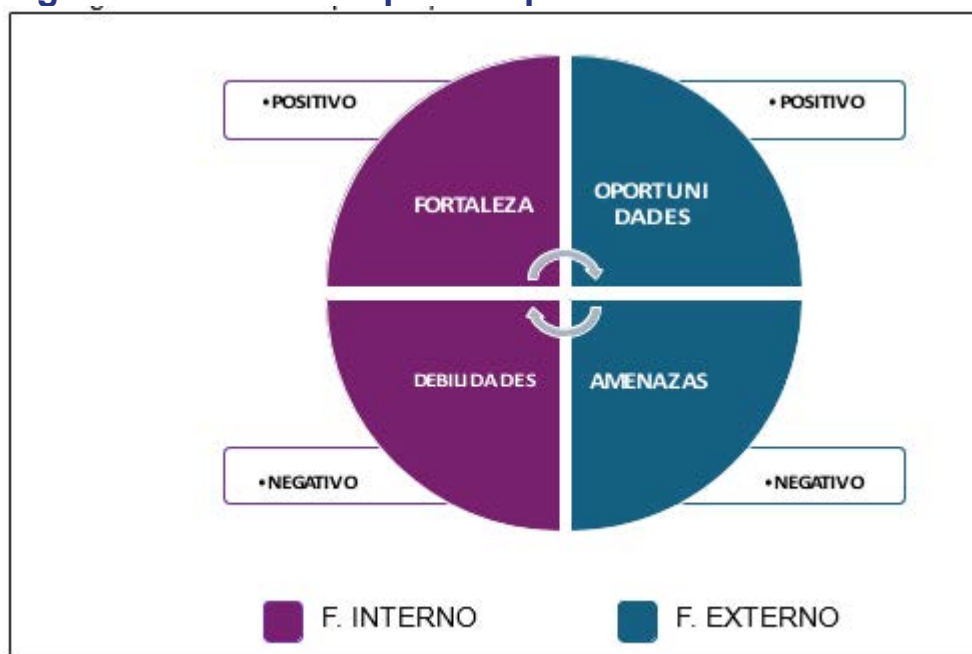 • POSITIVO
• POSITIVO
FORTALEZA
OPORTUNI
DADES
DEBILIDADES
AMENAZAS
• NEGATIVO
• NEGATIVO
F. INTERNO
F. EXTERNO